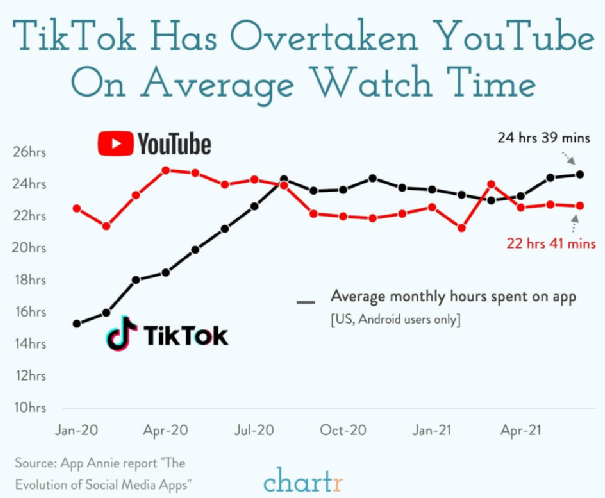 TikTok Has Overtaken YouTube
On Average Watch Time
YouTube
24 hrs 39 mins
26hrs
24hrs
22hrs
20hrs
18hrs
16hrs
14hrs
12hrs
10hrs
22 hrs 41 mins
Average monthly hours spent on app
[US, Android users only]
TikTok
Jan-20 Apr-20 Jul-20 Oct-20 Jan-21 Apr-21
Source: App Annie report "The
Evolution of Social Media Apps"
chartr